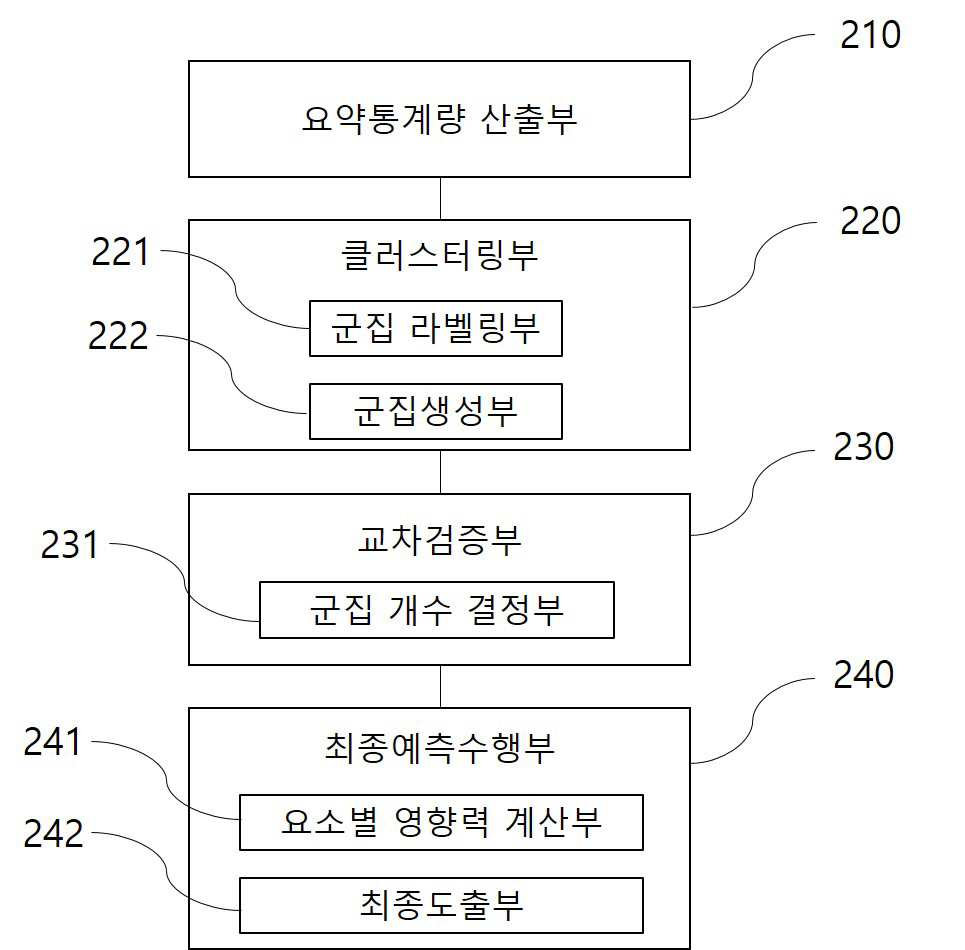 210
요약통계량 산출부
220
클러스터링부
221
군집 라벨링부
222
군집생성부
230
교차검증부
231
군집 개수 결정부
240
최종예측수행부
241
요소별 영향력 계산부
242
최종도출부